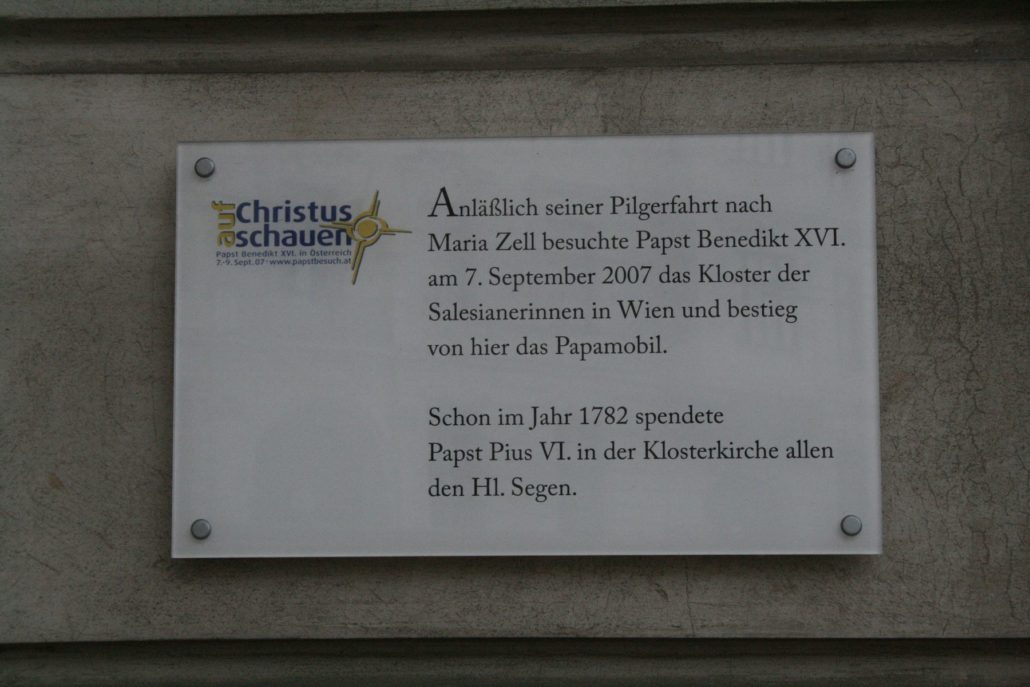 auf Christus
schauen
Papst Benedikt XVI. in Österreich
7.-9. Sept. 07 · www.papstbesuch.at
Anläßlich seiner Pilgerfahrt nach
Maria Zell besuchte Papst Benedikt XVI.
am 7. September 2007 das Kloster der
Salesianerinnen in Wien und bestieg
von hier das Papamobil.
Schon im Jahr 1782 spendete
Papst Pius VI. in der Klosterkirche allen
den Hl. Segen.